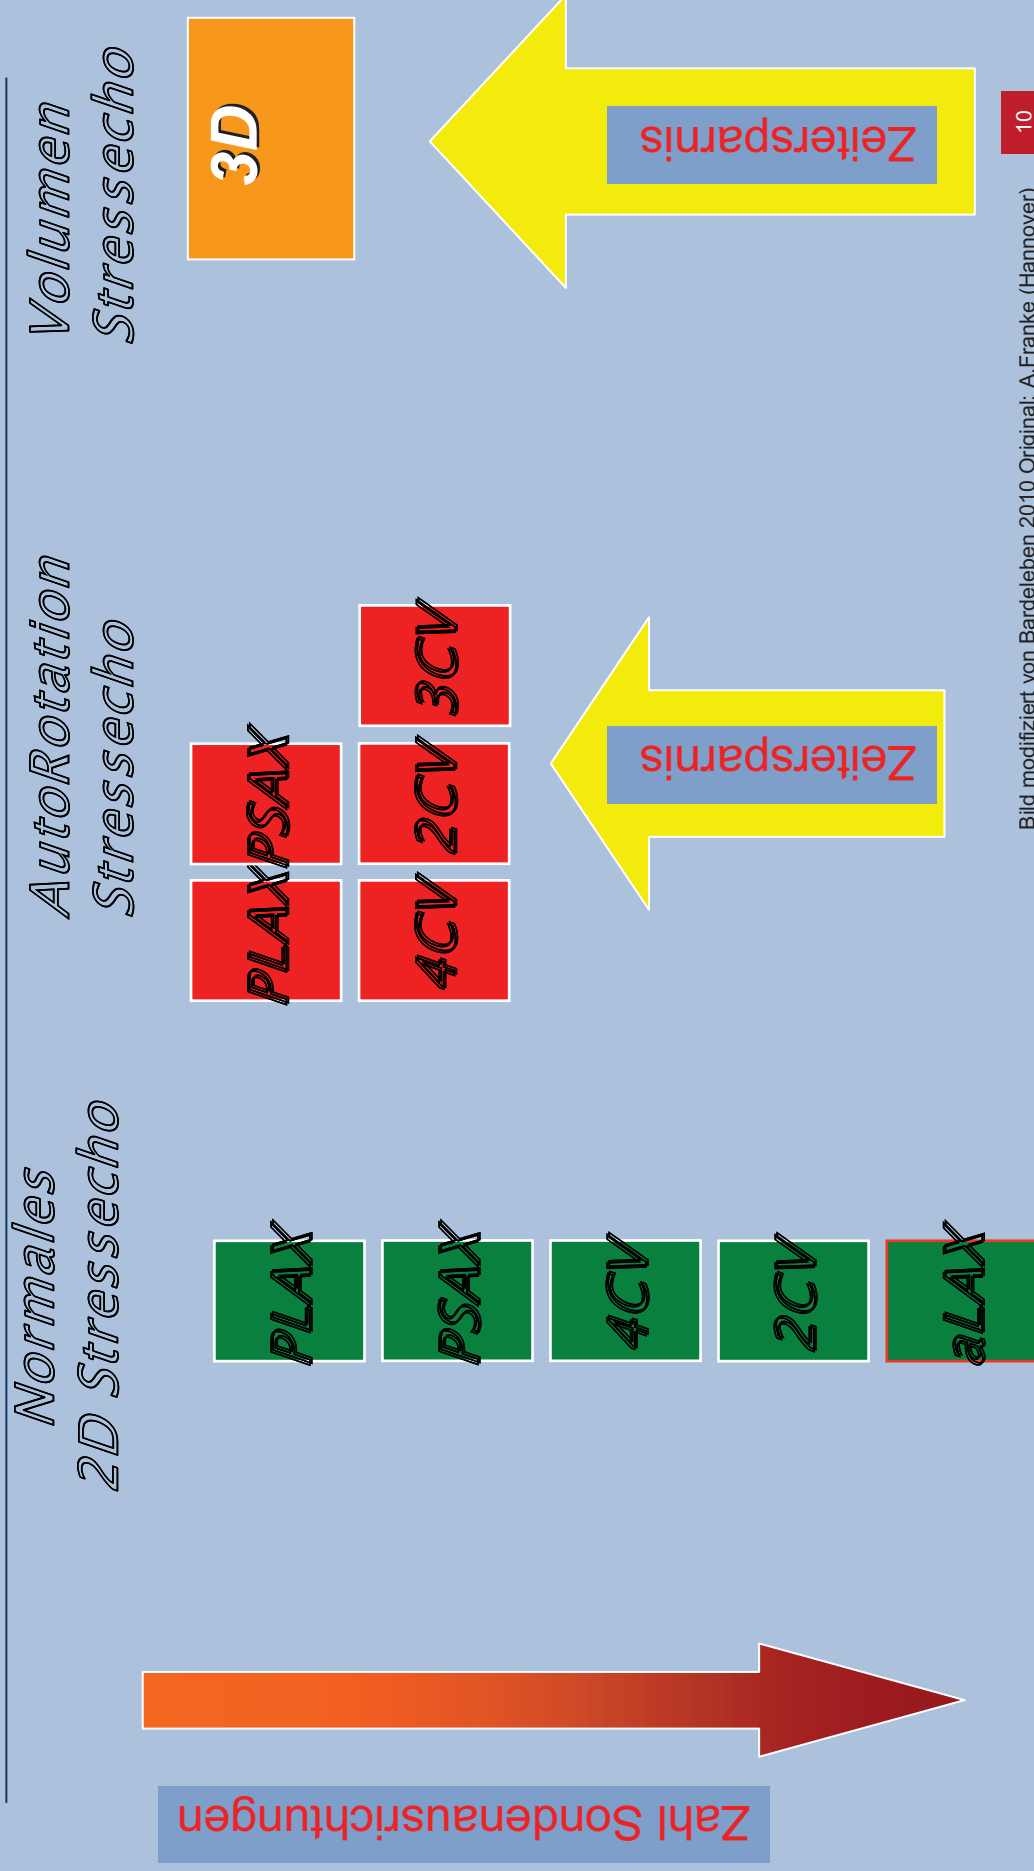 Normales
2D Stressecho
AutoRotation
Stressecho
Volumen
Stressecho
Zahl Sondenausrichtungen
PLAX
PSAX
4CV
2CV
aLAX
PLAX
PSAX
4CV
2CV
3CV
3D
Zeitersparnis
Zeitersparnis
Bild modifiziert von Bardeleben 2010 Original: A.Franke (Hannover)
10